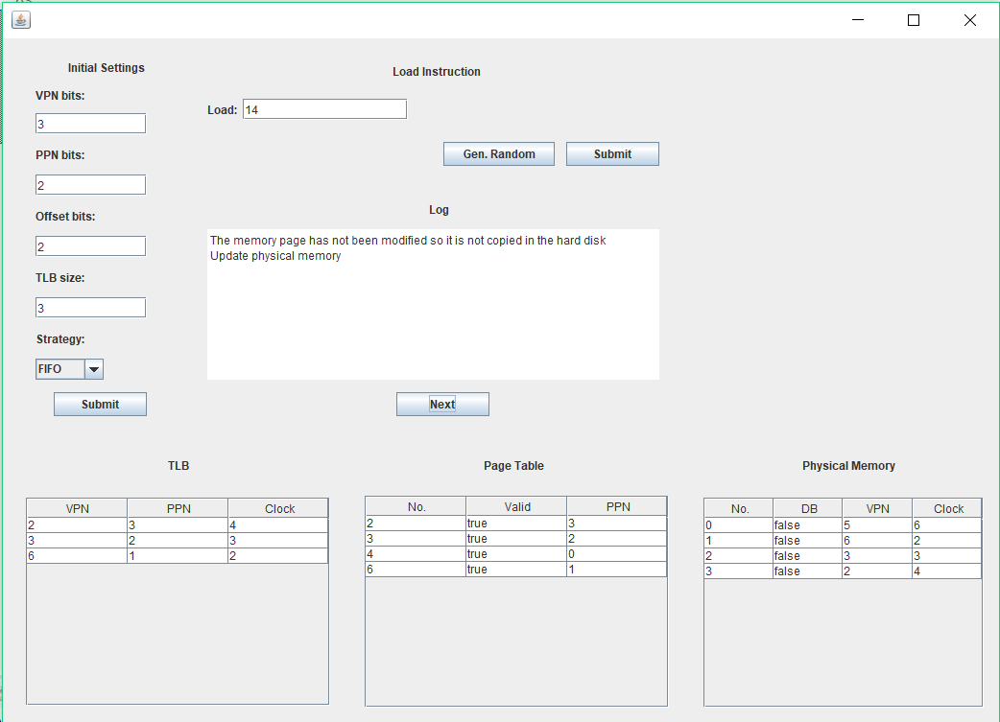 Initial Settings
Load Instruction
VPN bits:
3
Load: 14
PPN bits:
2
Gen. Random Submit
Offset bits:
2
Log
The memory page has not been modified so it is not copied in the hard disk
Update physical memory
TLB size:
3
Strategy:
FIFO
Submit
Next
TLB
VPN PPN Clock
2 3 4
3 2 3
6 1 2
Page Table
No. Valid PPN
2 true 3
3 true 2
4 true 0
6 true 1
Physical Memory
No. DB VPN Clock
0 false 5 6
1 false 6 2
2 false 3 3
3 false 2 4